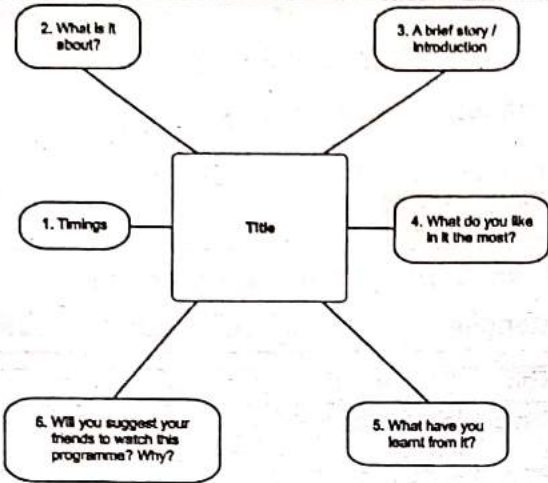 2. What is it
about?
3. A brief story /
Introduction
1. Timings
Title
4. What do you like
in it the most?
6. Will you suggest your
friends to watch this
programme? Why?
5. What have you
learnt from it?